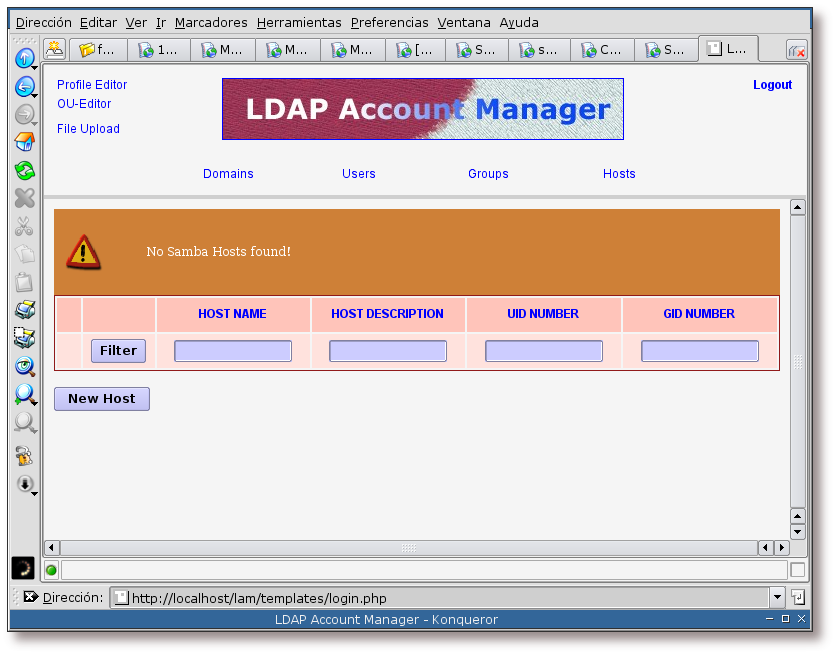 Dirección Editar Ver Ir Marcadores Herramientas Preferencias Ventana Ayuda
f... 1... M... M... M... [... S... s... C... S... L...
Profile Editor
OU-Editor
File Upload
LDAP Account Manager
Logout
Domains Users Groups Hosts
No Samba Hosts found!
HOST NAME HOST DESCRIPTION UID NUMBER GID NUMBER
Filter
New Host
Dirección: http://localhost/lam/templates/login.php
LDAP Account Manager - Konqueror